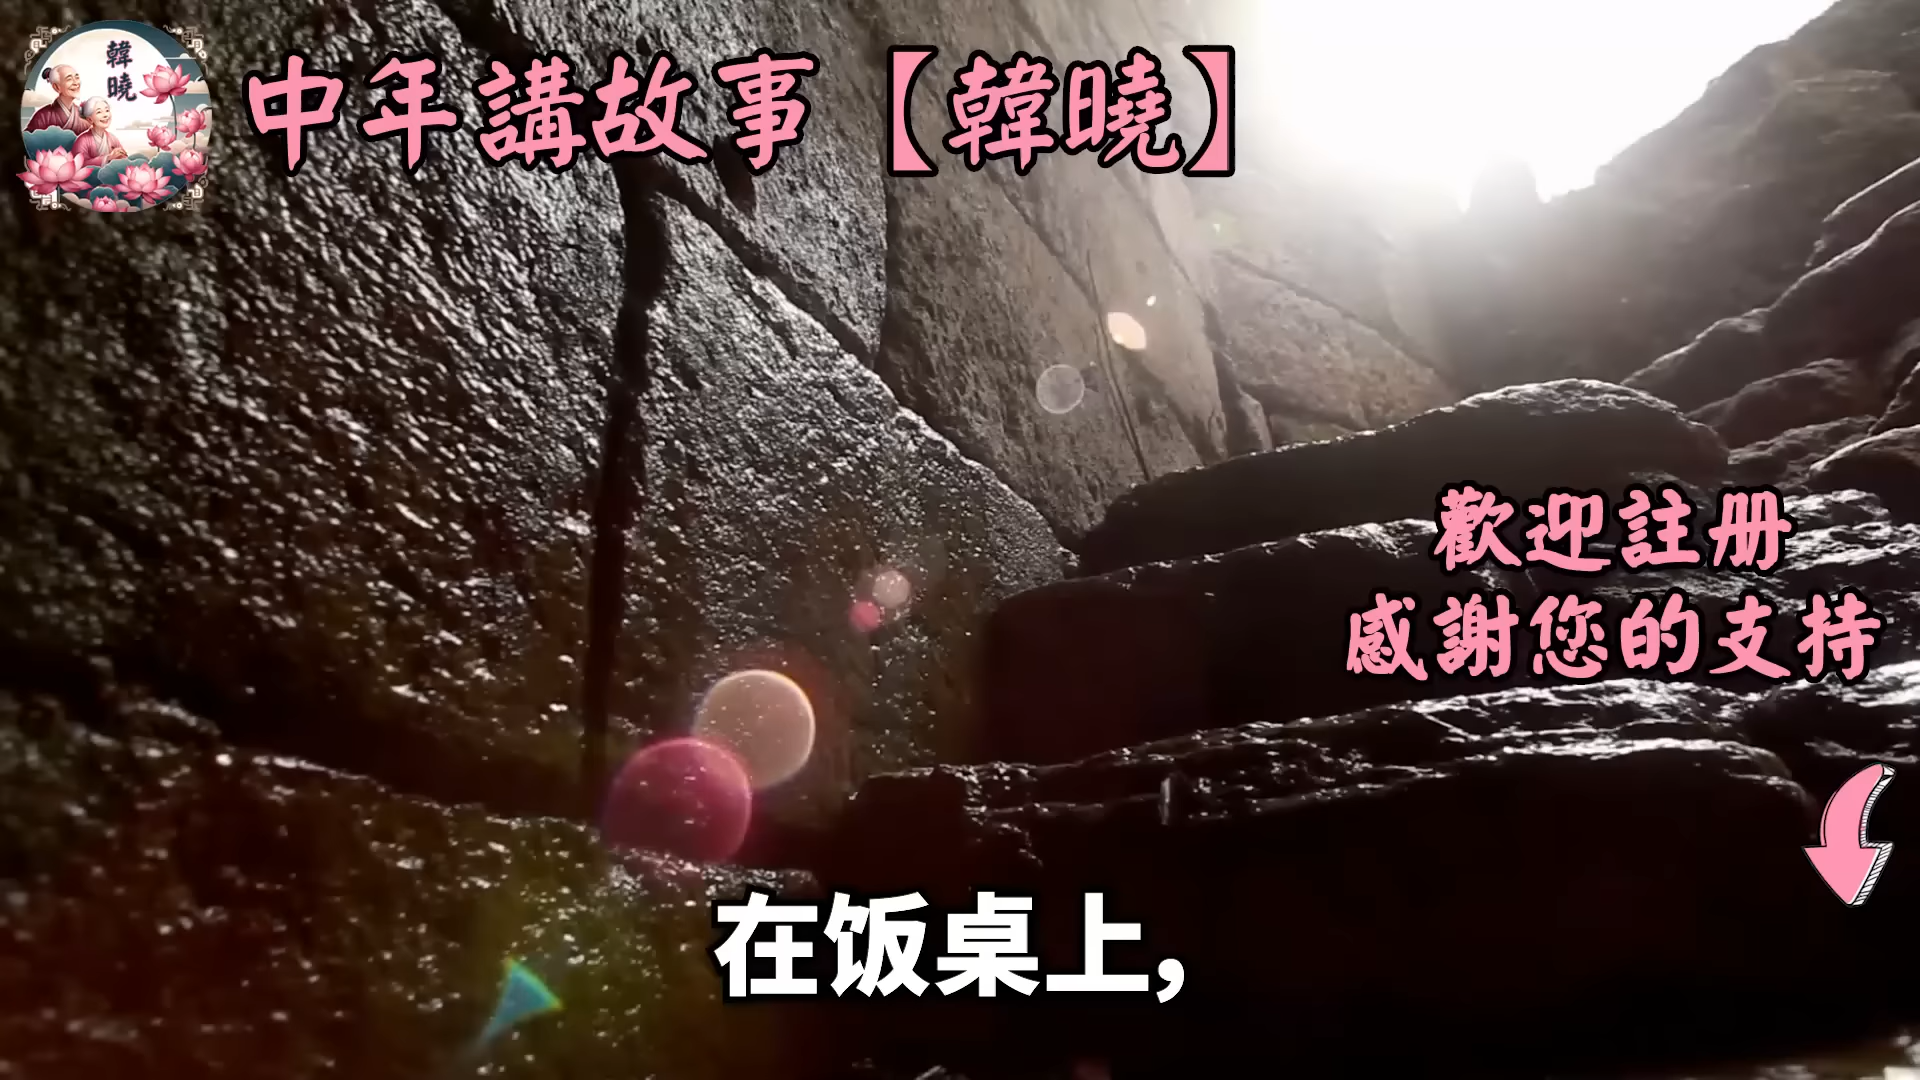 韓曉
中年講故事【韓曉】
歡迎註册
感謝您的支持
在饭桌上,